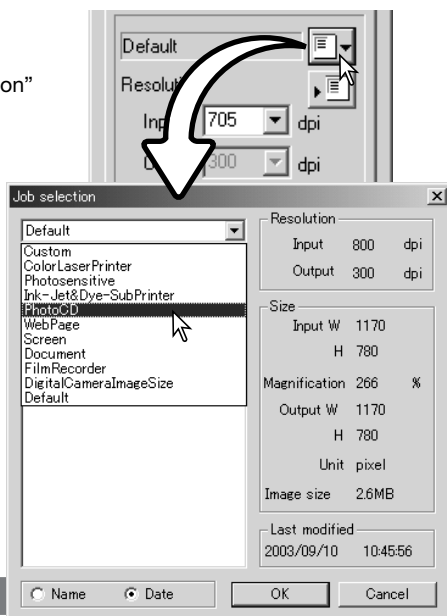 Default
on”
Resolu
Inp 705 dpi
300 dpi
Job selection
Default
Custom
ColorLaserPrinter
Photosensitive
Ink-Jet&Dye-SubPrinter
PhotoCD
WebPage
Screen
Document
FilmRecorder
DigitalCameraImageSize
Default
Resolution
Input 800 dpi
Output 300 dpi
Size
Input W 1170
H 780
Magnification 266 %
Output W 1170
H 780
Unit pixel
Image size 2.6MB
Last modified
2003/09/10 10:45:56
Name Date OK Cancel